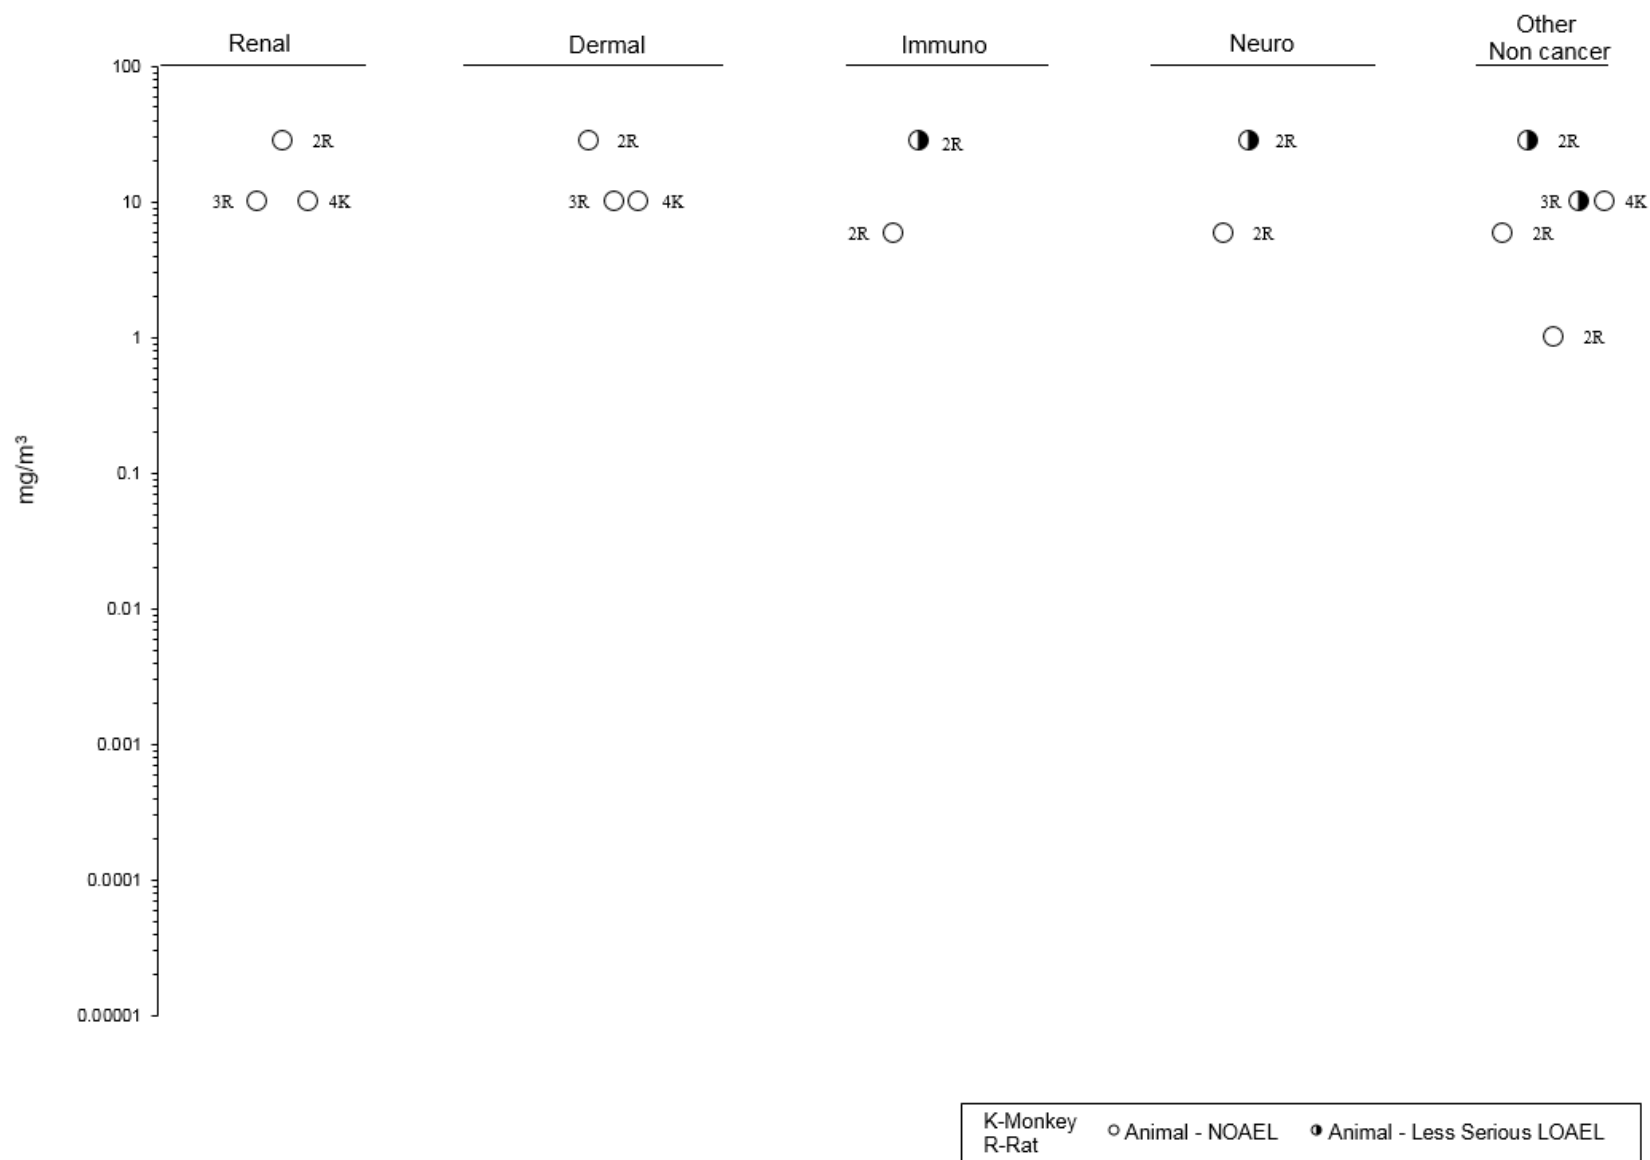 Renal
Dermal
Immuno
Neuro
Other
Non cancer
100
2R
2R
2R
2R
2R
10
3R
4K
3R
4K
3R
4K
2R
2R
2R
1
2R
mg/m³
0.1
0.01
0.001
0.0001
0.00001
K-Monkey
R-Rat
Animal - NOAEL
Animal - Less Serious LOAEL